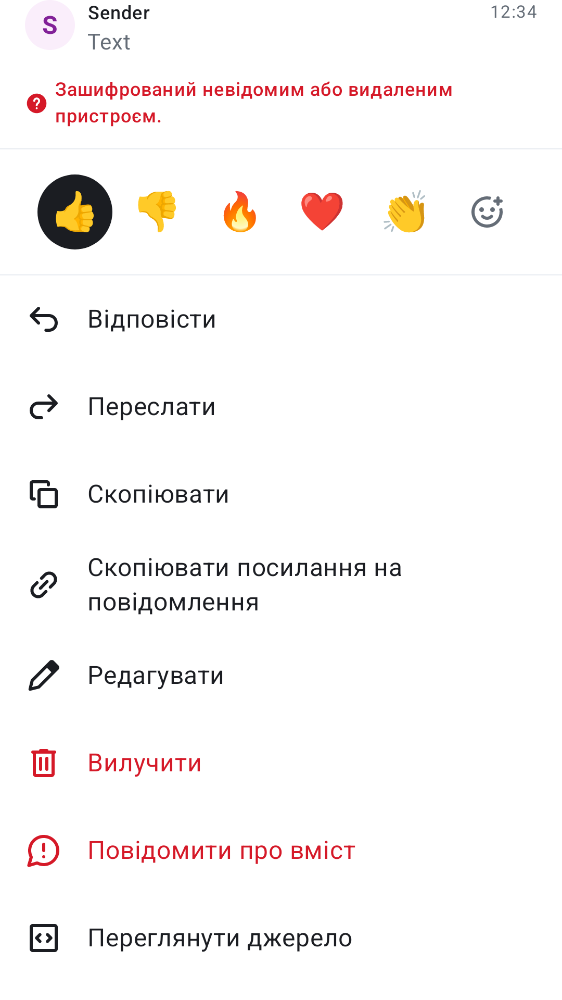 S
Sender
12:34
Text
Зашифрований невідомим або видаленим
пристроєм.
Відповісти
Переслати
Скопіювати
Скопіювати посилання на
повідомлення
Редагувати
Вилучити
Повідомити про вміст
Переглянути джерело